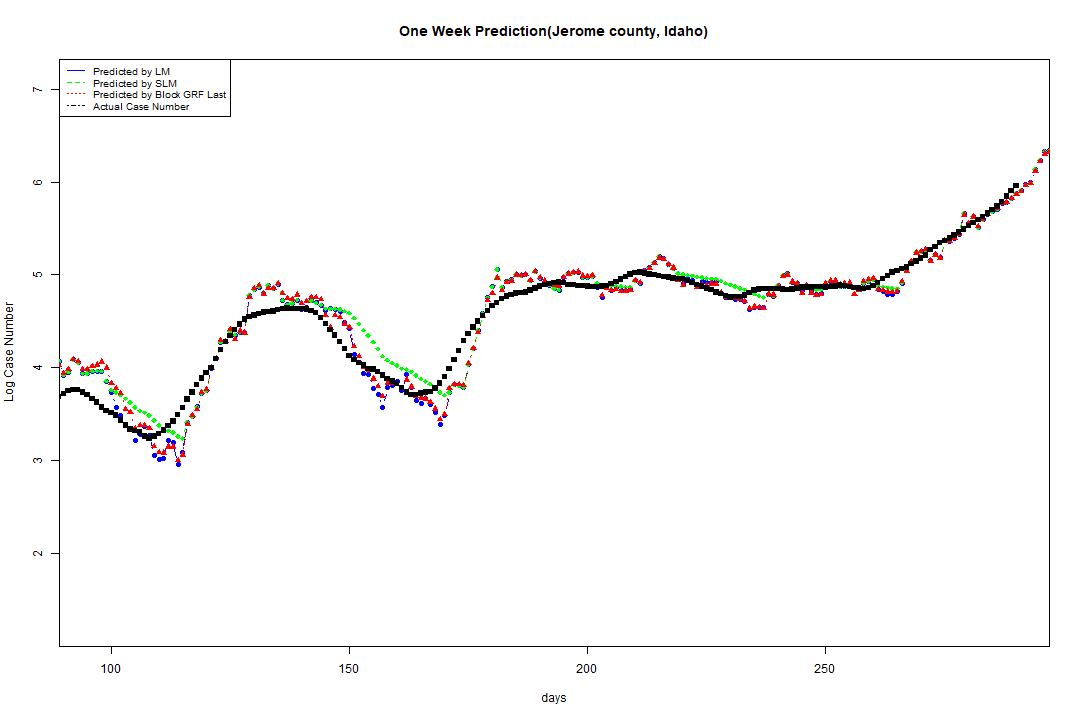 One Week Prediction(Jerome county, Idaho)
Predicted by LM
Predicted by SLM
Predicted by Block GRF Last
Actual Case Number
7
6
5
4
3
2
Log Case Number
100 150 200 250
days